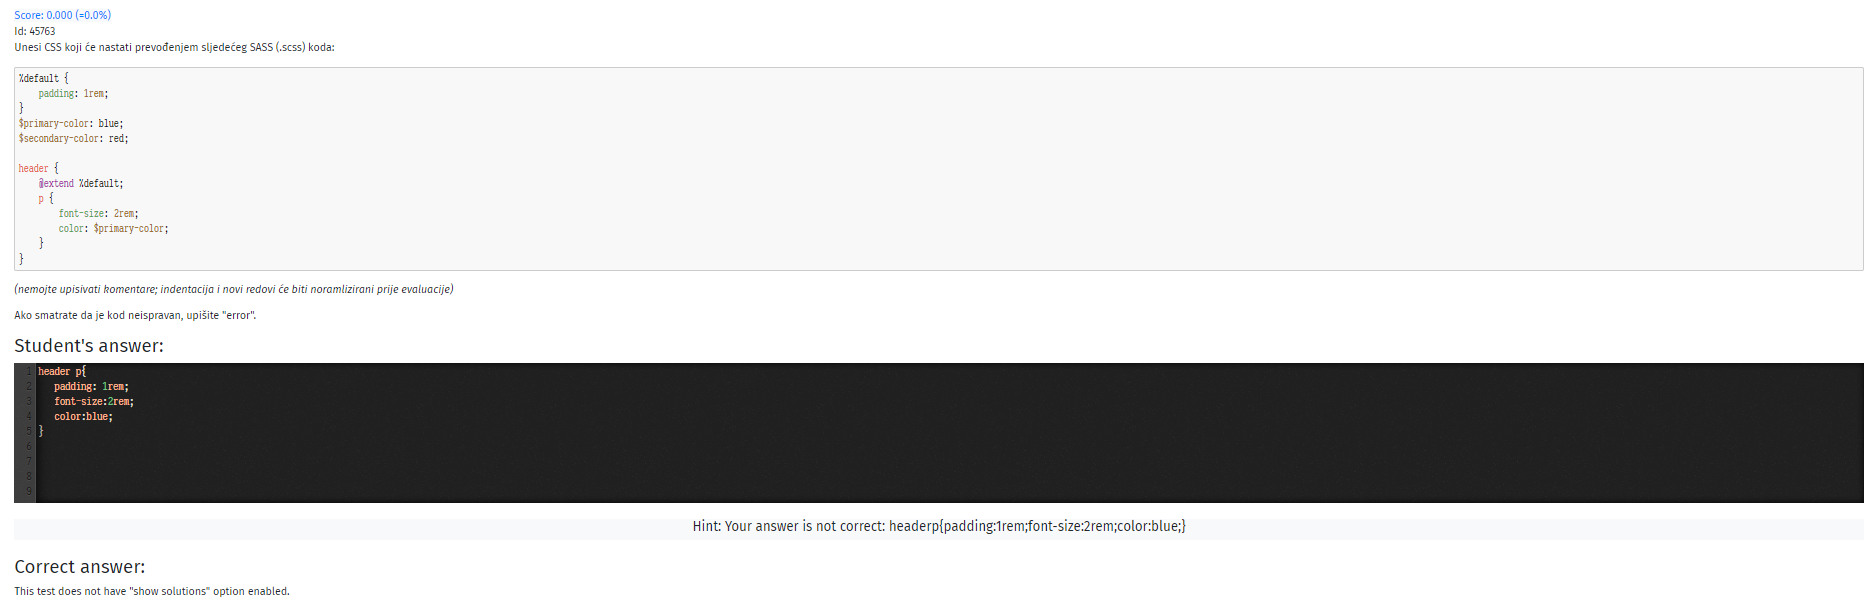 Score: 0.000 (=0.0%)
Id: 45763
Unesi CSS koji će nastati prevođenjem sljedećeg SASS (.scss) koda:
%default {
    padding: 1rem;
}
$primary-color: blue;
$secondary-color: red;
header {
    @extend %default;
    p {
        font-size: 2rem;
        color: $primary-color;
    }
}
(nemojte upisivati komentare; indentacija i novi redovi će biti noramlizirani prije evaluacije)
Ako smatrate da je kod neispravan, upišite "error".
Student's answer:
1 header p{
2    padding: 1rem;
3    font-size:2rem;
4    color:blue;
5 }
6
7
8
9
Hint: Your answer is not correct: headerp{padding:1rem;font-size:2rem;color:blue;}
Correct answer:
This test does not have "show solutions" option enabled.